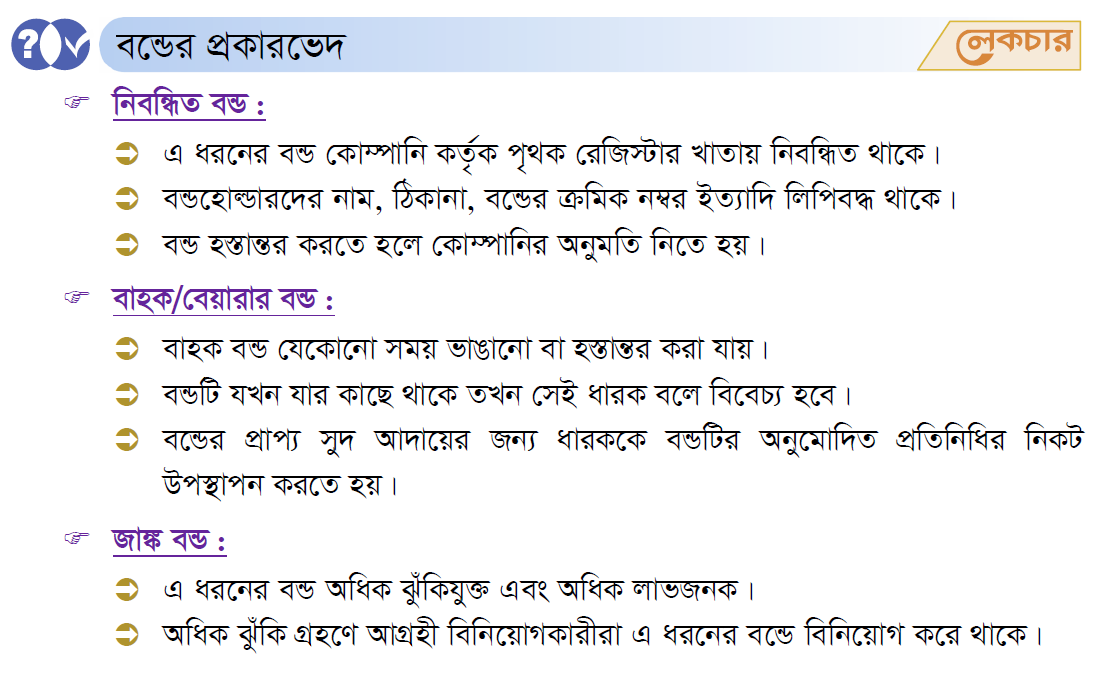 বন্ডের প্রকারভেদ
লেকচার
নিবন্ধিত বন্ড :
এ ধরনের বন্ড কোম্পানি কর্তৃক পৃথক রেজিস্টার খাতায় নিবন্ধিত থাকে।
বন্ডহোল্ডারদের নাম, ঠিকানা, বন্ডের ক্রমিক নম্বর ইত্যাদি লিপিবদ্ধ থাকে।
বন্ড হস্তান্তর করতে হলে কোম্পানির অনুমতি নিতে হয়।
বাহক/বেয়ারার বন্ড :
বাহক বন্ড যেকোনো সময় ভাঙানো বা হস্তান্তর করা যায়।
বন্ডটি যখন যার কাছে থাকে তখন সেই ধারক বলে বিবেচ্য হবে।
বন্ডের প্রাপ্য সুদ আদায়ের জন্য ধারককে বন্ডটির অনুমোদিত প্রতিনিধির নিকট
উপস্থাপন করতে হয়।
জাঙ্ক বন্ড :
এ ধরনের বন্ড অধিক ঝুঁকিযুক্ত এবং অধিক লাভজনক।
অধিক ঝুঁকি গ্রহণে আগ্রহী বিনিয়োগকারীরা এ ধরনের বন্ডে বিনিয়োগ করে থাকে।